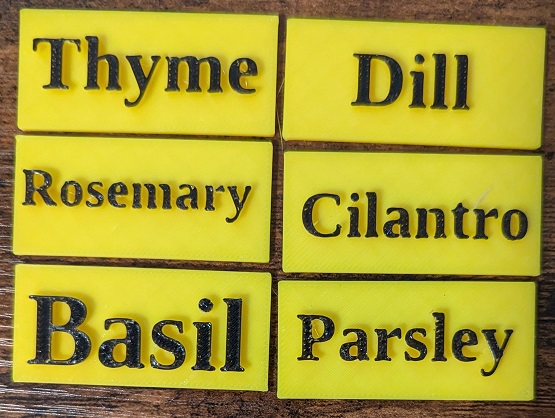 Thyme
Dill
Rosemary
Cilantro
Basil
Parsley